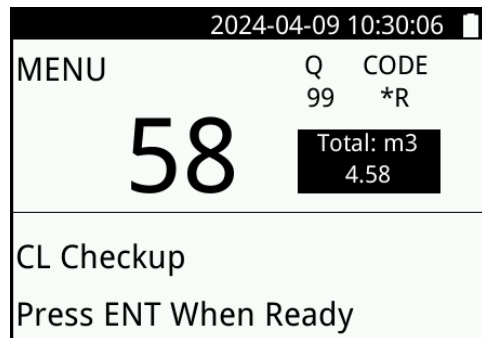 2024-04-09 10:30:06
MENU
Q CODE
99 *R
58
Total: m3
4.58
CL Checkup
Press ENT When Ready